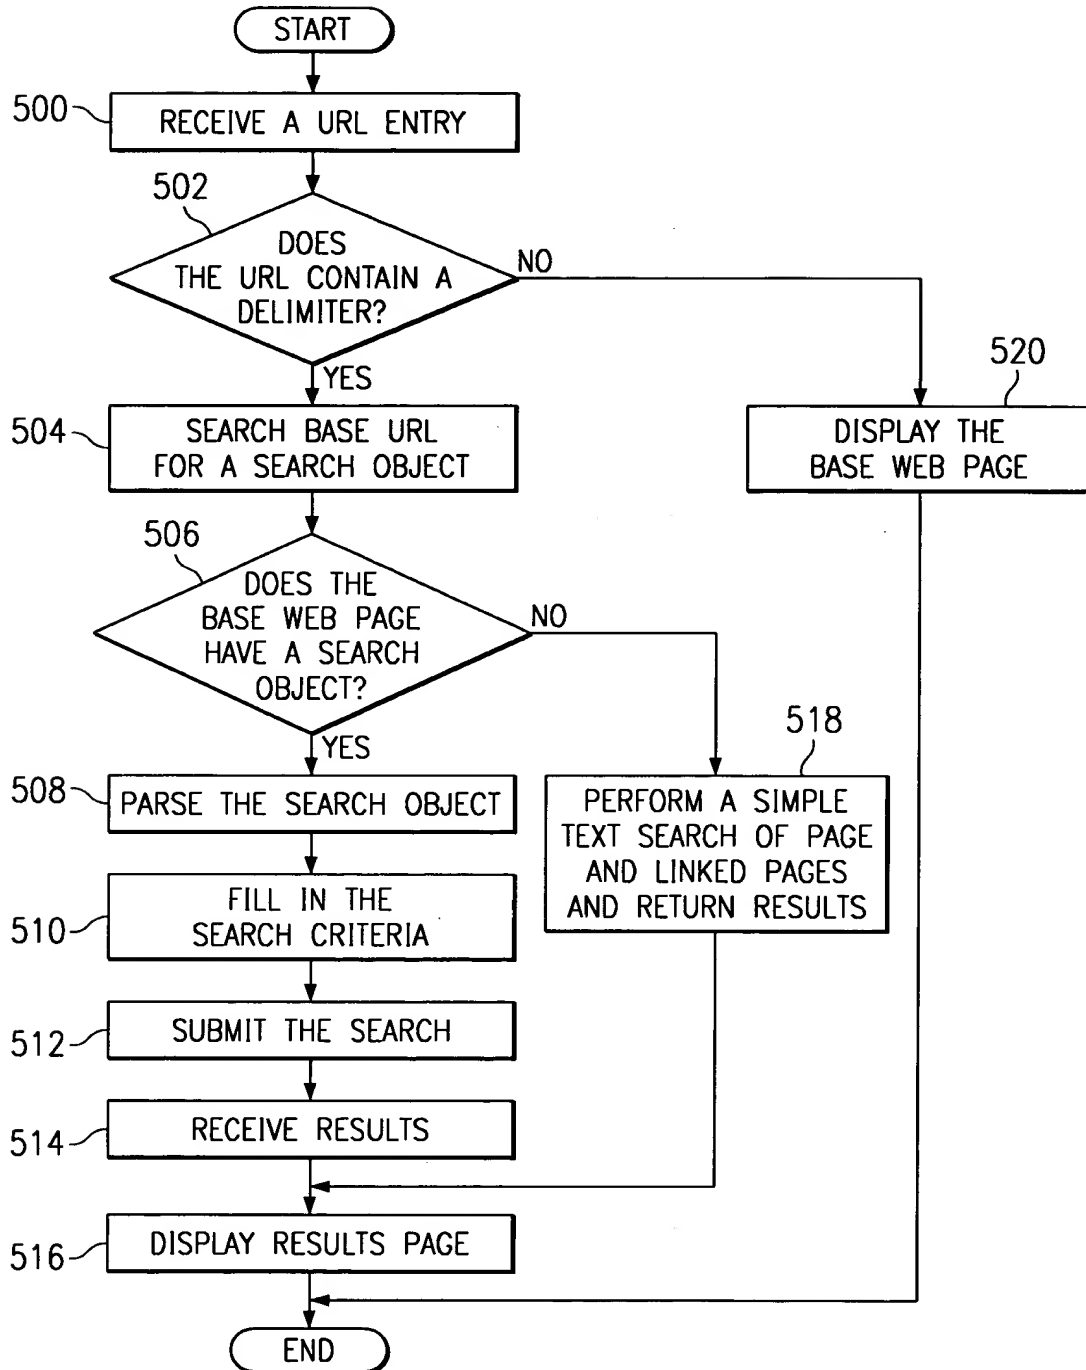 START
500
RECEIVE A URL ENTRY
502
DOES
THE URL CONTAIN A
DELIMITER?
NO
YES
504
SEARCH BASE URL
FOR A SEARCH OBJECT
520
DISPLAY THE
BASE WEB PAGE
506
DOES THE
BASE WEB PAGE
HAVE A SEARCH
OBJECT?
NO
YES
508
PARSE THE SEARCH OBJECT
518
PERFORM A SIMPLE
TEXT SEARCH OF PAGE
AND LINKED PAGES
AND RETURN RESULTS
510
FILL IN THE
SEARCH CRITERIA
512
SUBMIT THE SEARCH
514
RECEIVE RESULTS
516
DISPLAY RESULTS PAGE
END